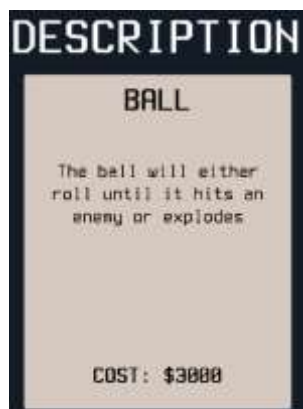 DESCRIPTION
BALL
The ball will either
roll until it hits an
enemy or explodes
COST: $3000